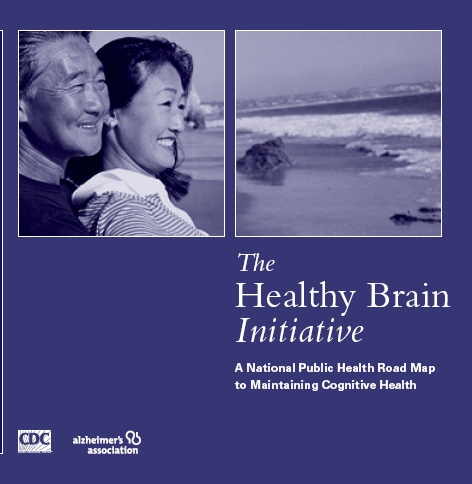 The
Healthy Brain
Initiative
A National Public Health Road Map
to Maintaining Cognitive Health
CDC
alzheimer's
association